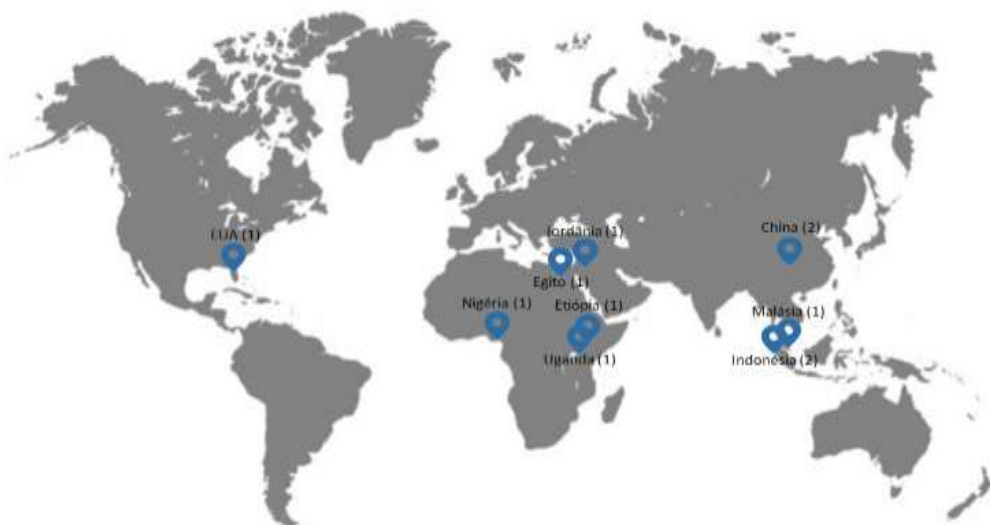 EUA (1)
Jordânia (1)
China (2)
Egito (1)
Nigéria (1)
Etiópia (1)
Malásia (1)
Uganda (1)
Indonésia (2)